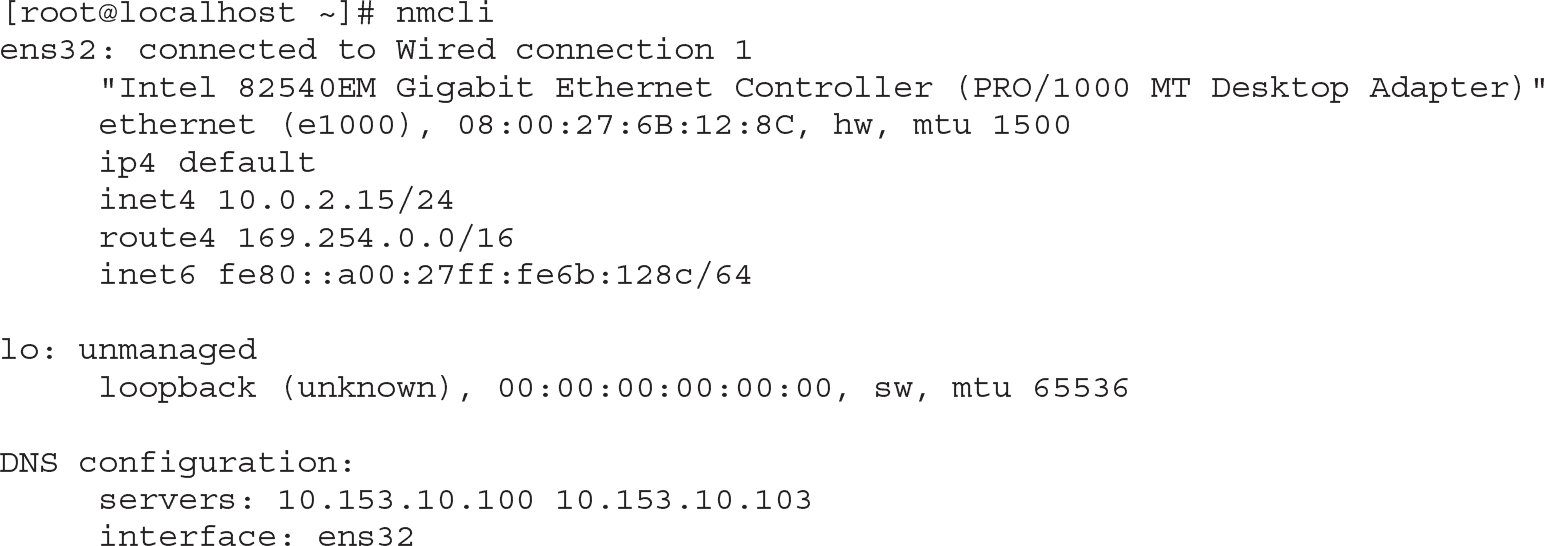 [root@localhost ~]# nmcli
ens32: connected to Wired connection 1
"Intel 82540EM Gigabit Ethernet Controller (PRO/1000 MT Desktop Adapter)"
ethernet (e1000), 08:00:27:6B:12:8C, hw, mtu 1500
ip4 default
inet4 10.0.2.15/24
route4 169.254.0.0/16
inet6 fe80::a00:27ff:fe6b:128c/64
lo: unmanaged
loopback (unknown), 00:00:00:00:00:00, sw, mtu 65536
DNS configuration:
servers: 10.153.10.100 10.153.10.103
interface: ens32